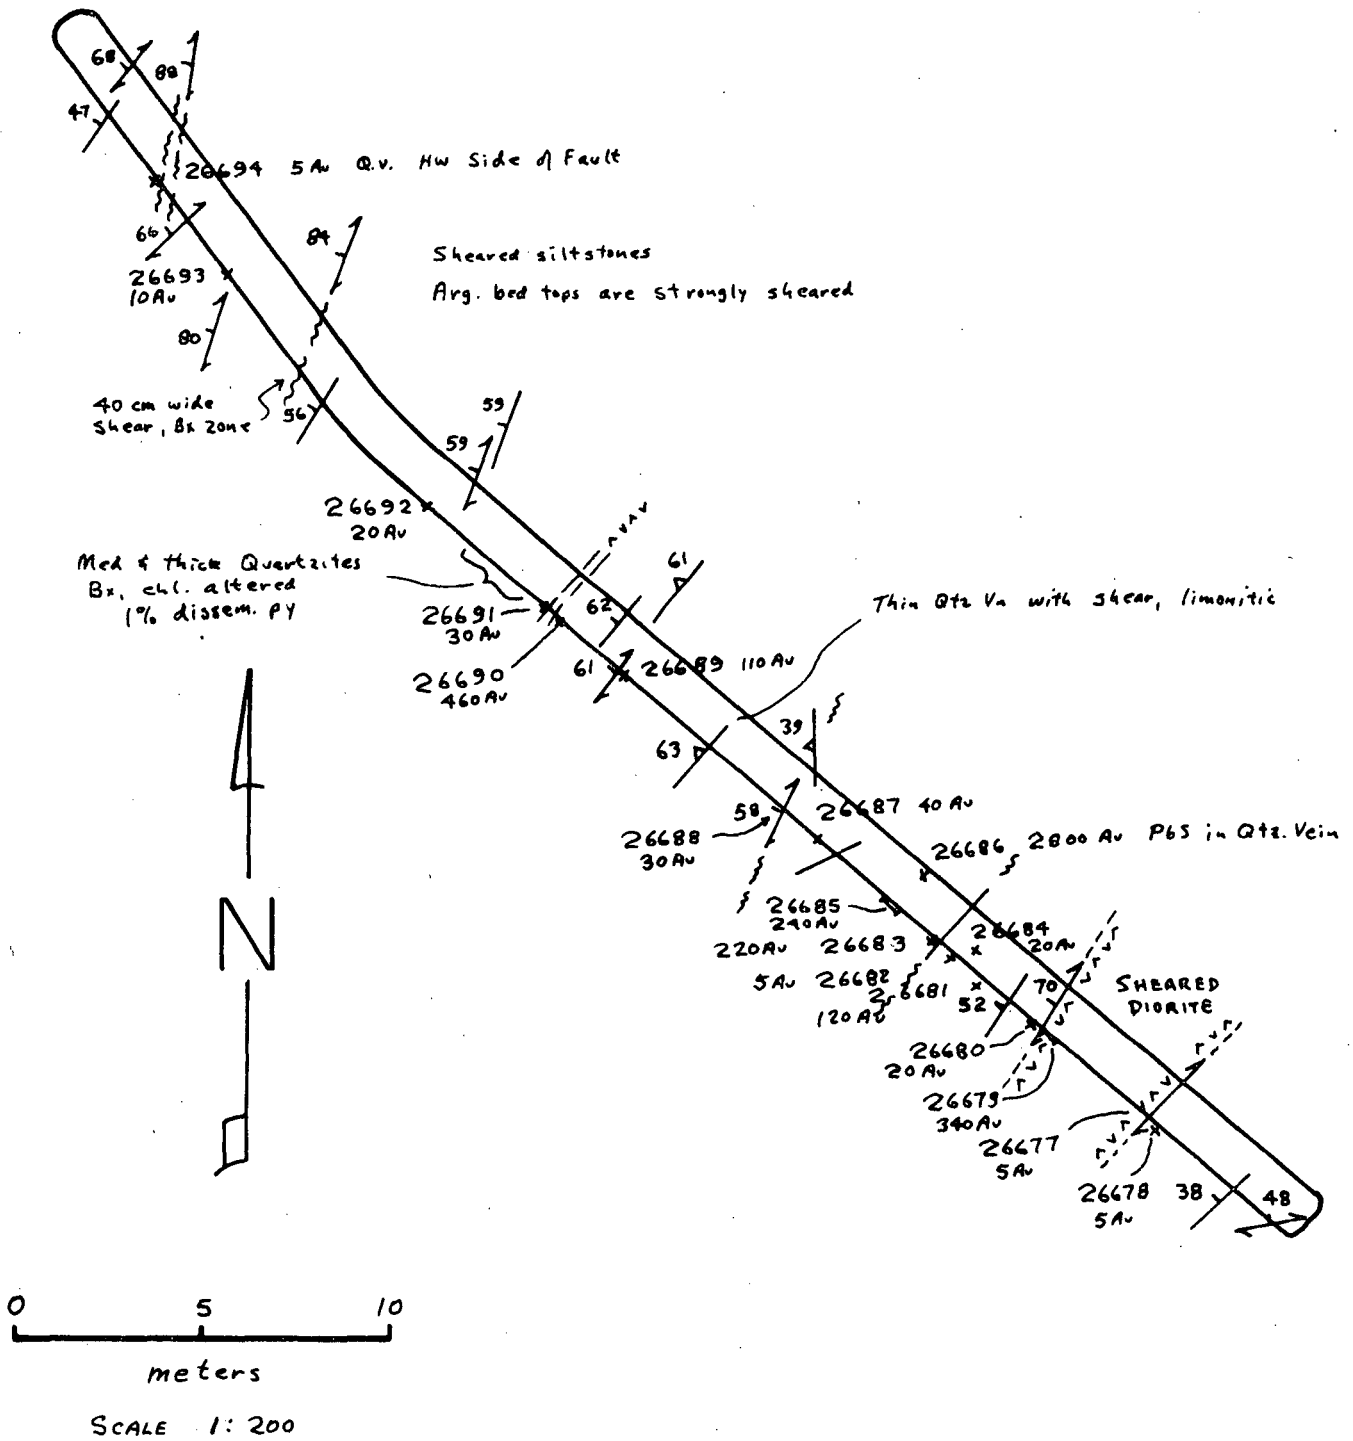 68
88
47
26694 5 Au Q.V. HW Side of Fault
66
84
26693
10 Au
Sheared siltstones
Arg. bed tops are strongly sheared
80
40 cm wide
shear, Bx zone
56
59
59
26692
20 Au
Med & thick Quartzites
Bx, chl. altered
1% dissem. py
61
26691
30 Au
62
Thin Qtz Vn with shear, limonitic
26690
460 Au
61
26689 110 Au
63
39
58
26687 40 Au
26688
30 Au
26686 2800 Au PbS in Qtz. Vein
26685
240 Au
26684
20 Au
220 Au 26683
5 Au 26682
26681
120 Au
52
70
SHEARED
DIORITE
26680
20 Au
26679
340 Au
26677
5 Au
26678
5 Au
38
48
N
0 5 10
meters
SCALE 1:200